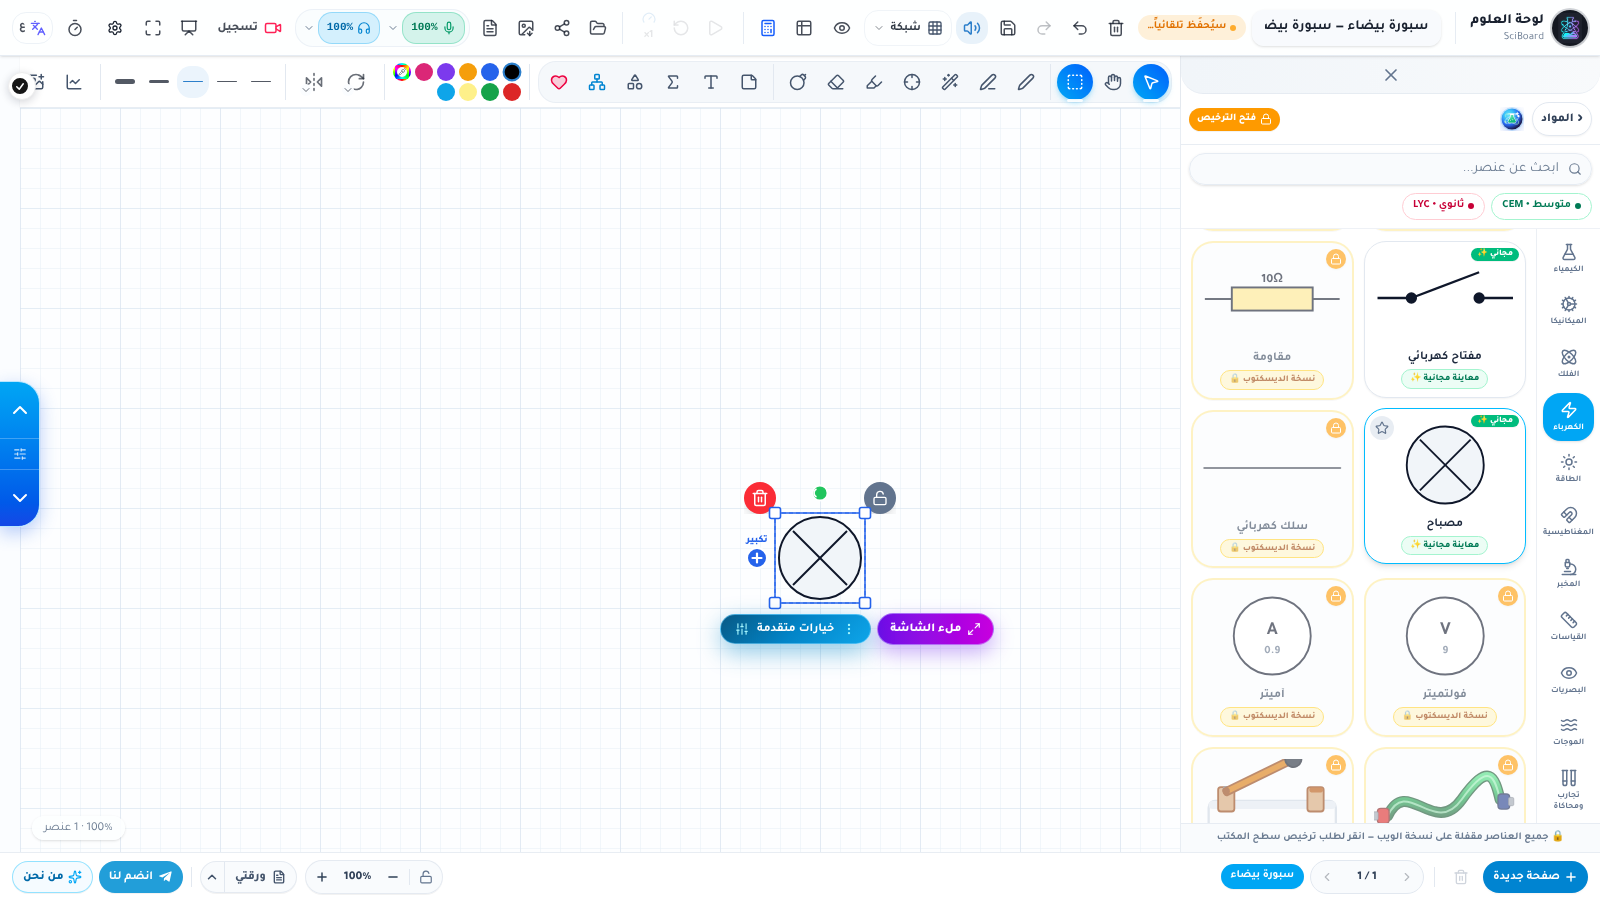 لوحة العلوم
SciBoard
سبورة بيضاء – سبورة بيض
سيُحفَظ تلقائياً...
شبكة
x1
100%
100%
تسجيل
ع
‹ المواد
فتح الترخيص
ابحث عن عنصر...
متوسط • CEM
ثانوي • LYC
الكيمياء
الميكانيكا
الفلك
الكهرباء
الطاقة
المغناطيسية
المخبر
القياسات
البصريات
الموجات
تجارب
ومحاكاة
مجاني ✨
مفتاح كهربائي
معاينة مجانية ✨
10Ω
مقاومة
نسخة الديسكتوب 🔒
مجاني ✨
مصباح
معاينة مجانية ✨
سلك كهربائي
نسخة الديسكتوب 🔒
V
9
فولتميتر
نسخة الديسكتوب 🔒
A
0.9
أميتر
نسخة الديسكتوب 🔒
🔒 جميع العناصر مقفلة على نسخة الويب – انقر لطلب ترخيص سطح المكتب
تكبير
ملء الشاشة
خيارات متقدمة
100% · 1 عنصر
صفحة جديدة
1 / 1
سبورة بيضاء
100%
ورقتي
انضم لنا
من نحن